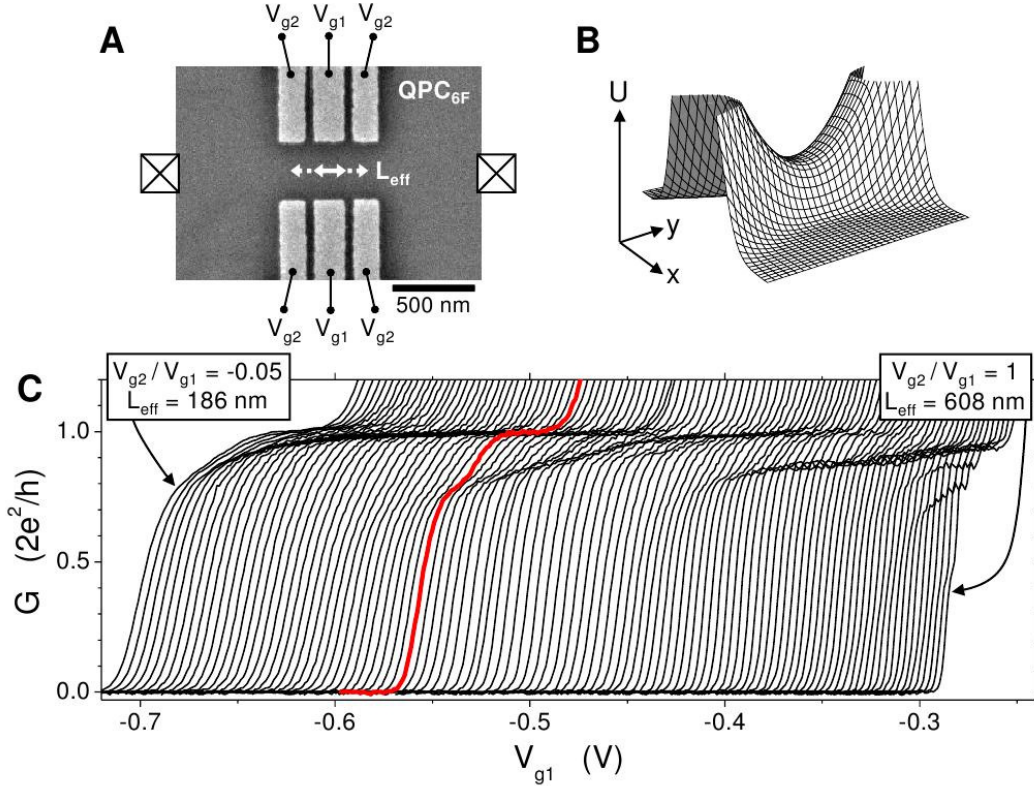 A
V_g2 V_g1 V_g2
QPC_6F
L_eff
500 nm
V_g2 V_g1 V_g2
B
U
y
x
C
V_g2 / V_g1 = -0.05
L_eff = 186 nm
V_g2 / V_g1 = 1
L_eff = 608 nm
G (2e²/h)
1.0
0.5
0.0
-0.7 -0.6 -0.5 -0.4 -0.3
V_g1 (V)